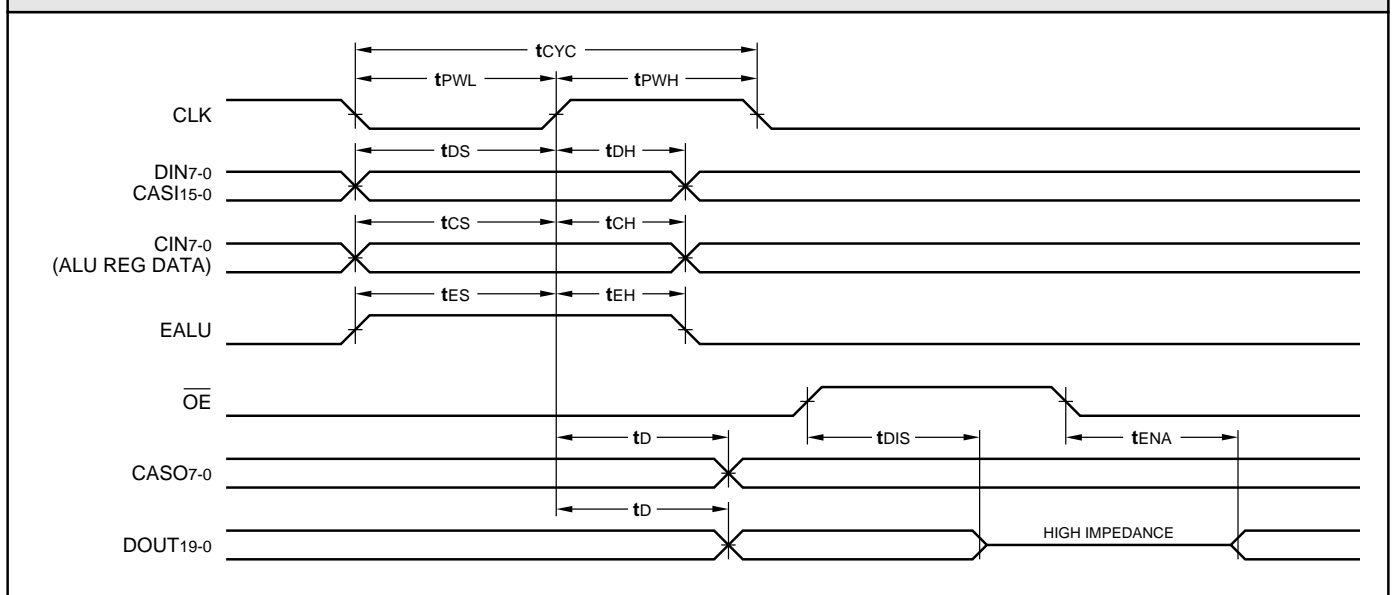 tCYC
tPWL tPWH
CLK
tDS tDH
DIN7-0
CASI15-0
tCS tCH
CIN7-0
(ALU REG DATA)
tES tEH
EALU
OE
tD tDIS tENA
CASO7-0
tD
DOUT19-0 HIGH IMPEDANCE